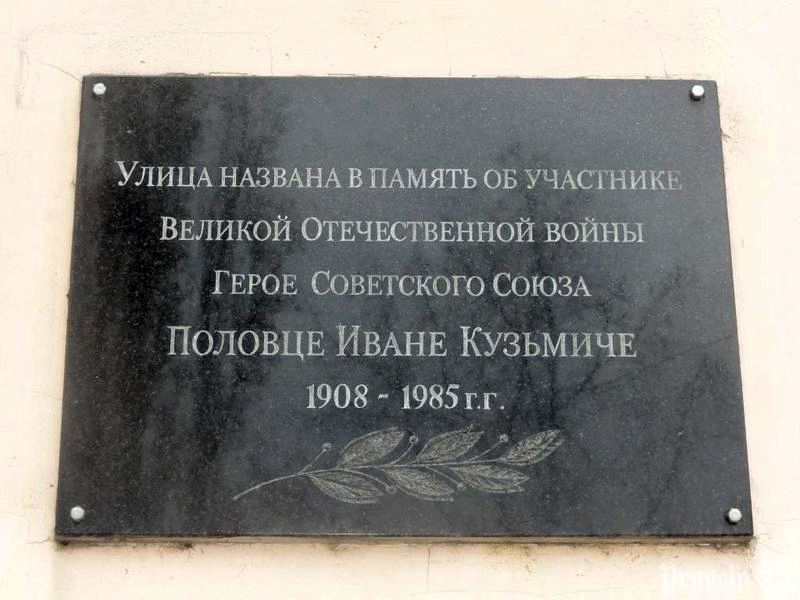 Улица названа в память об участнике
Великой Отечественной войны
Герое Советского Союза
Половце Иване Кузьмиче
1908 - 1985 г.г.